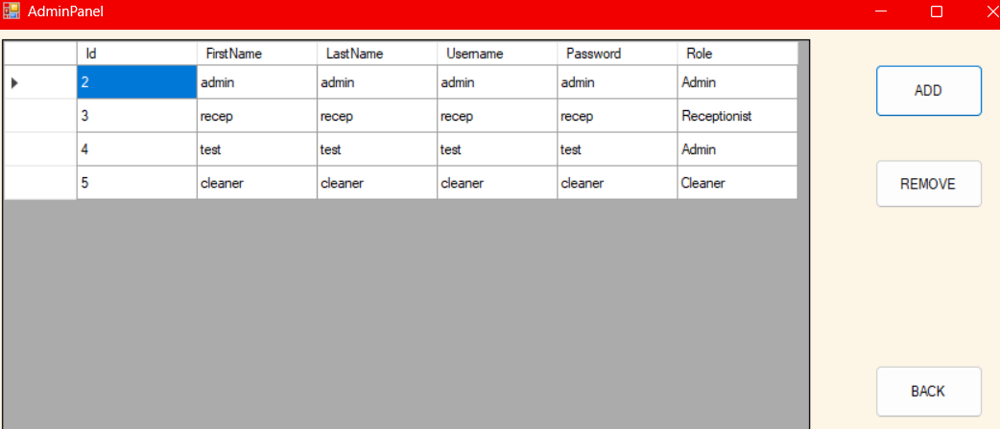 AdminPanel
Id FirstName LastName Username Password Role
2 admin admin admin admin Admin
3 recep recep recep recep Receptionist
4 test test test test Admin
5 cleaner cleaner cleaner cleaner Cleaner
ADD
REMOVE
BACK